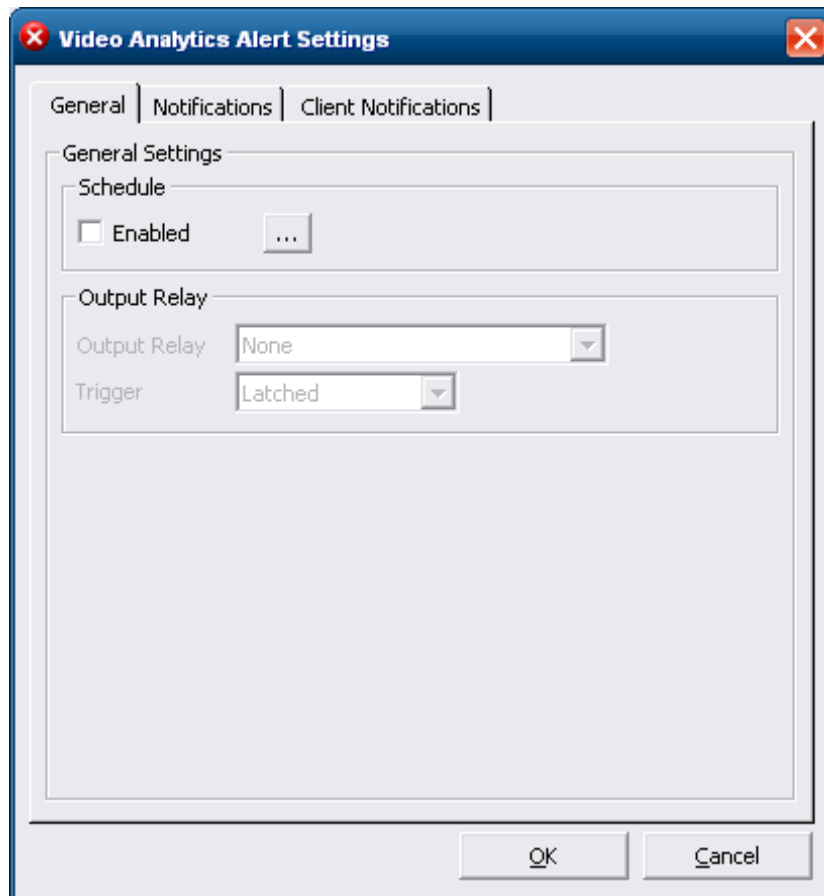 Video Analytics Alert Settings
General Notifications Client Notifications
General Settings
Schedule
Enabled ...
Output Relay
Output Relay None
Trigger Latched
OK Cancel